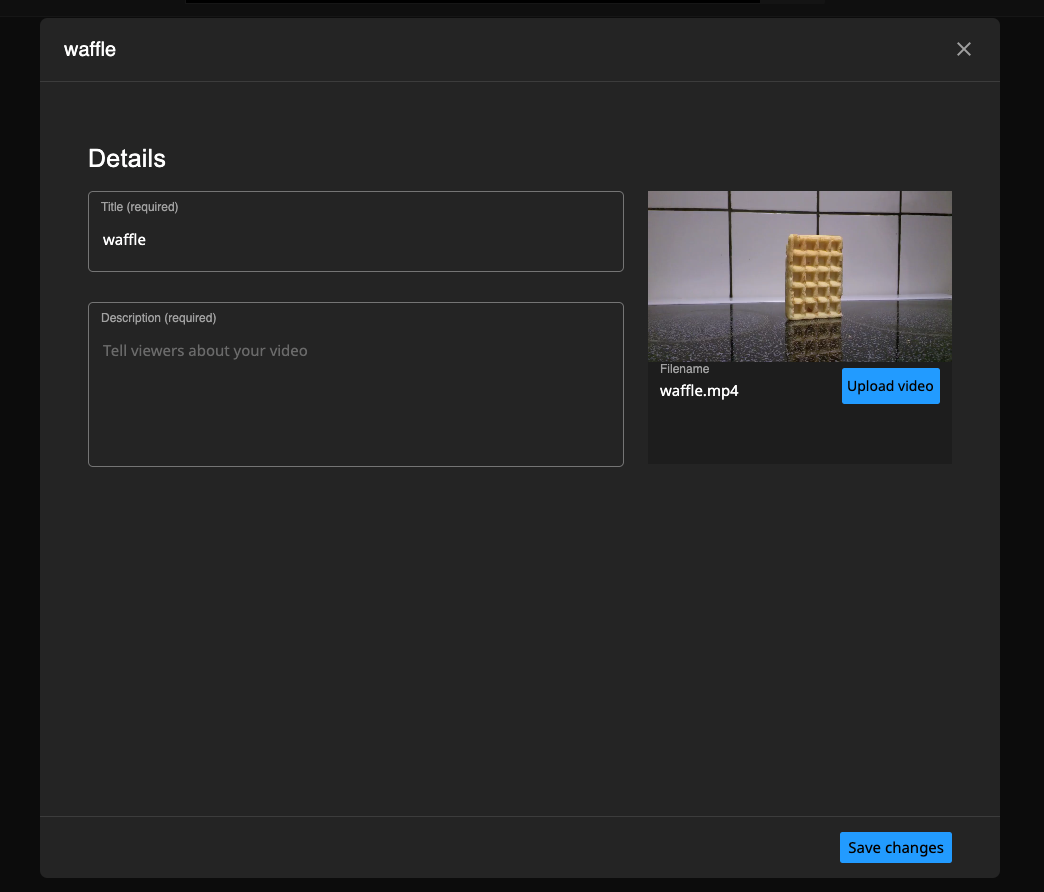 waffle
Details
Title (required)
waffle
Description (required)
Tell viewers about your video
Filename
waffle.mp4
Upload video
Save changes